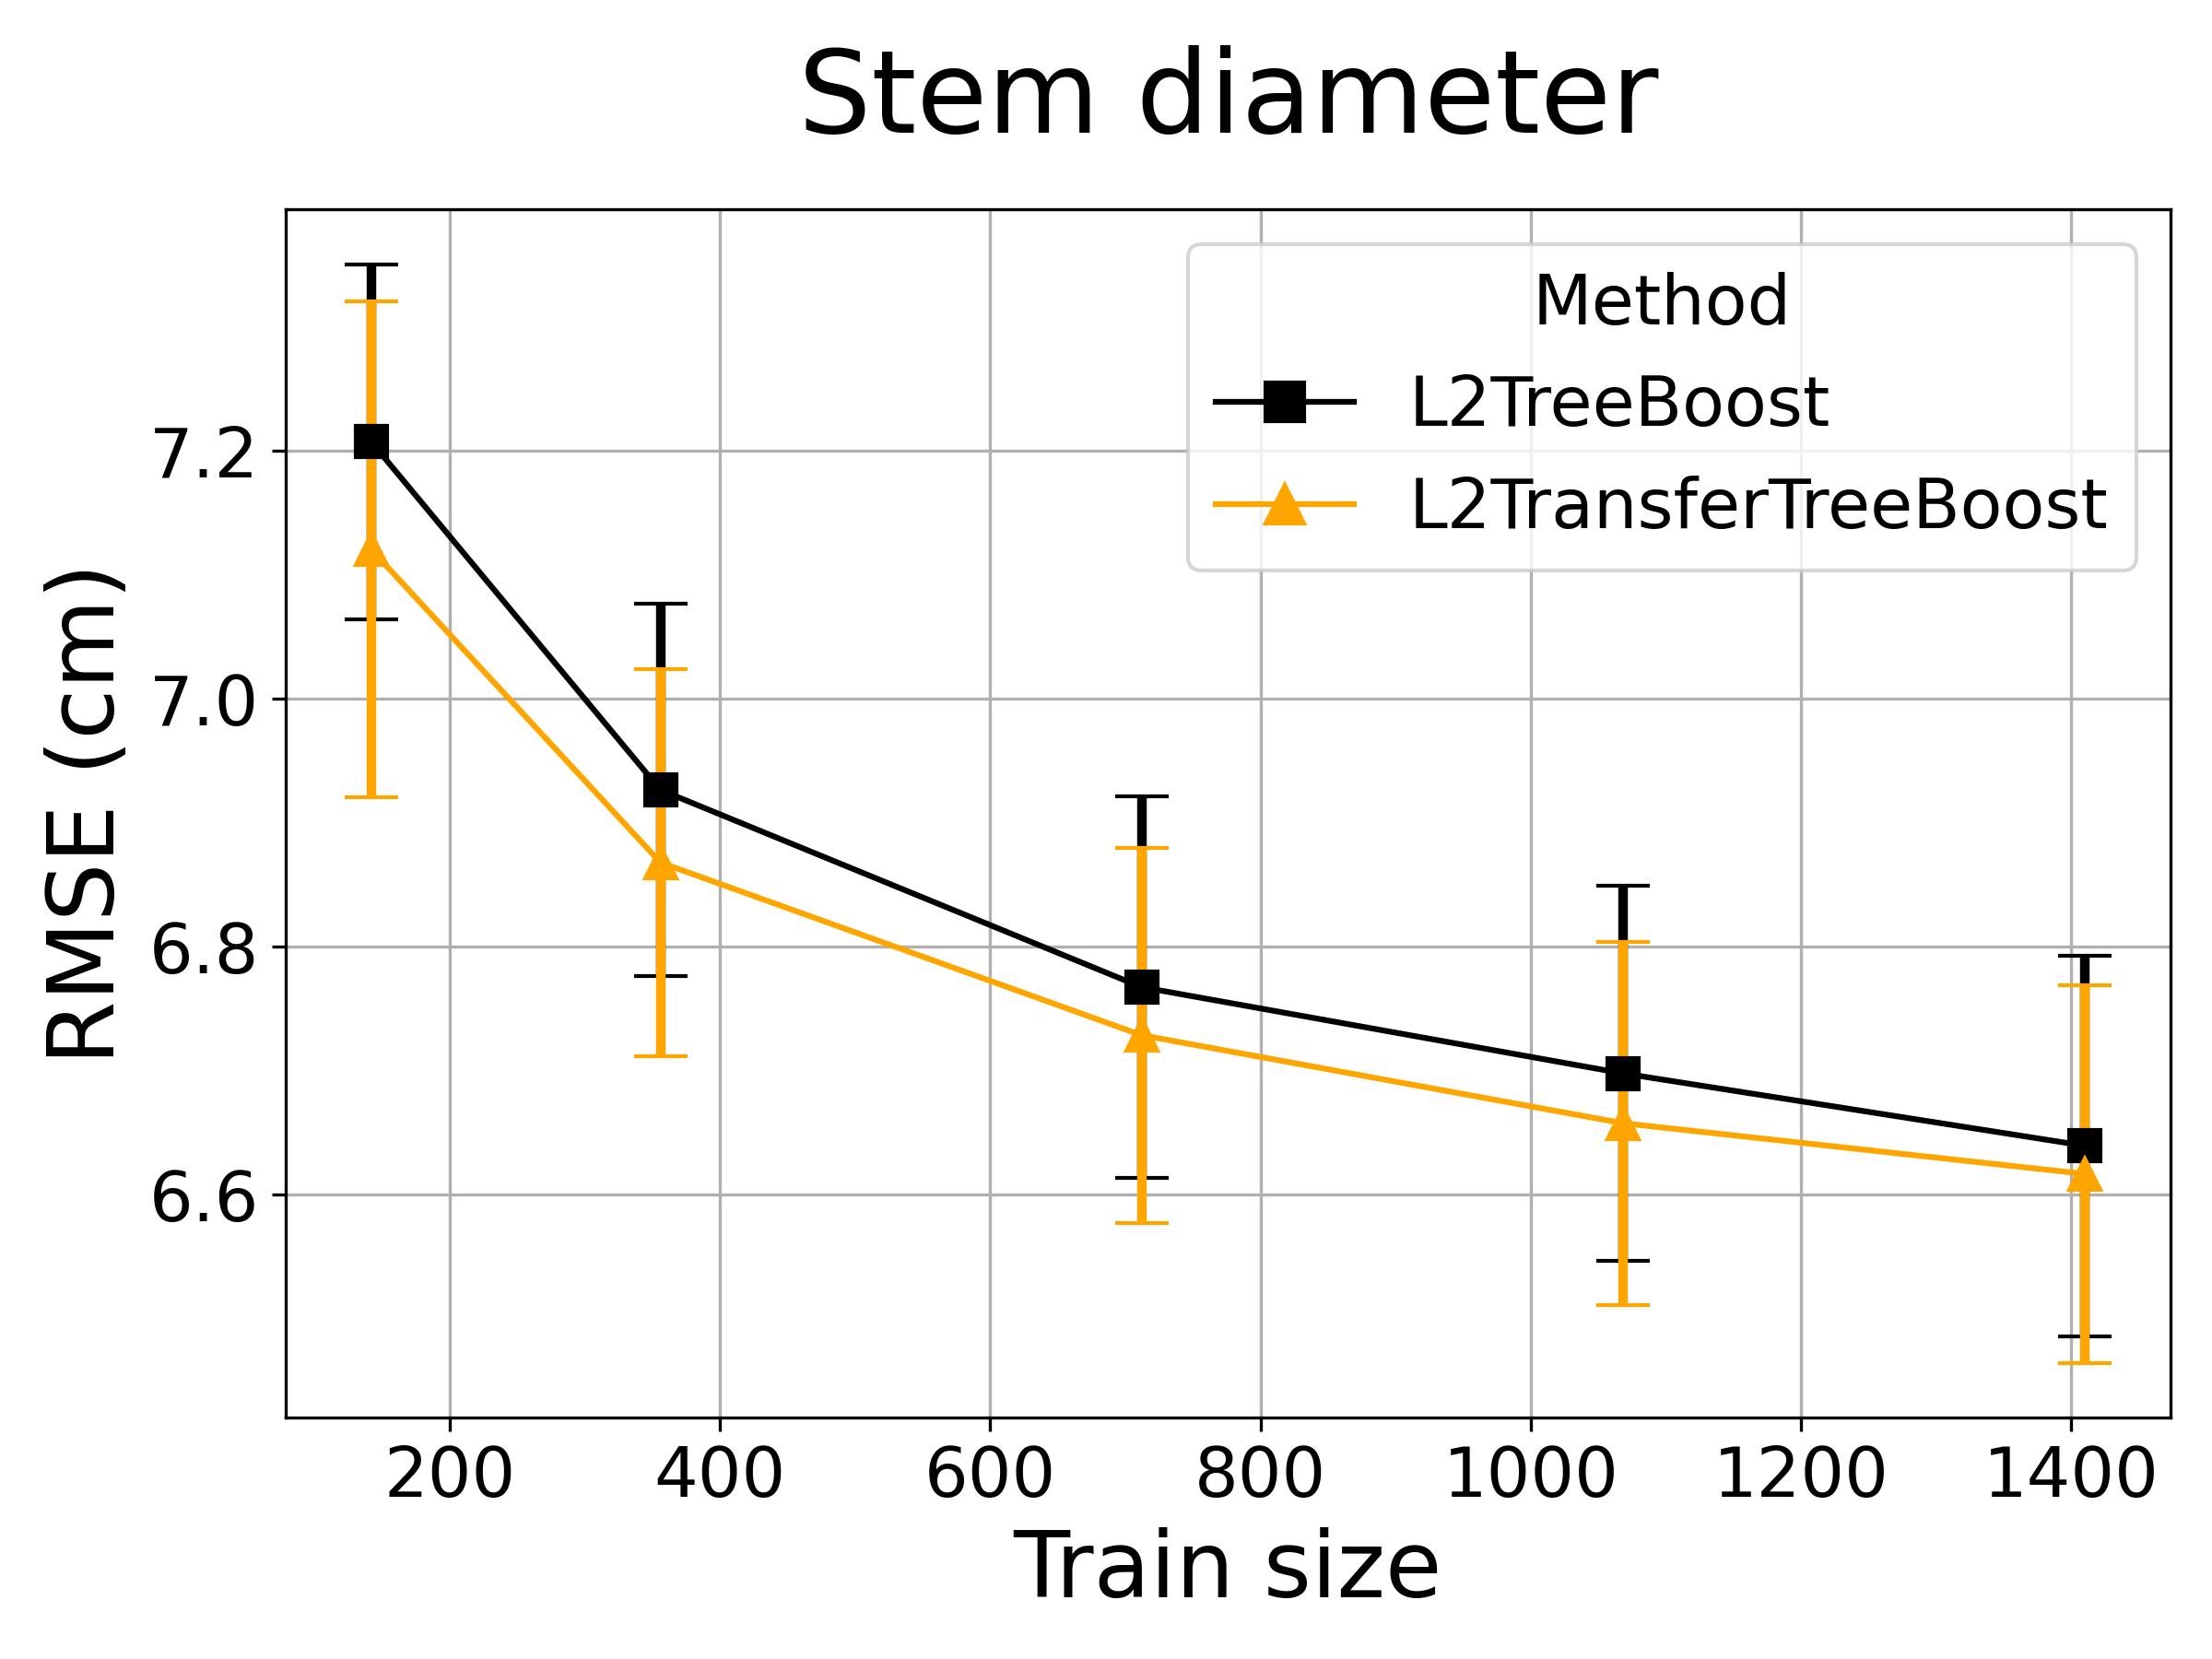 Stem diameter
Method
L2TreeBoost
L2TransferTreeBoost
RMSE (cm)
7.2
7.0
6.8
6.6
200 400 600 800 1000 1200 1400
Train size